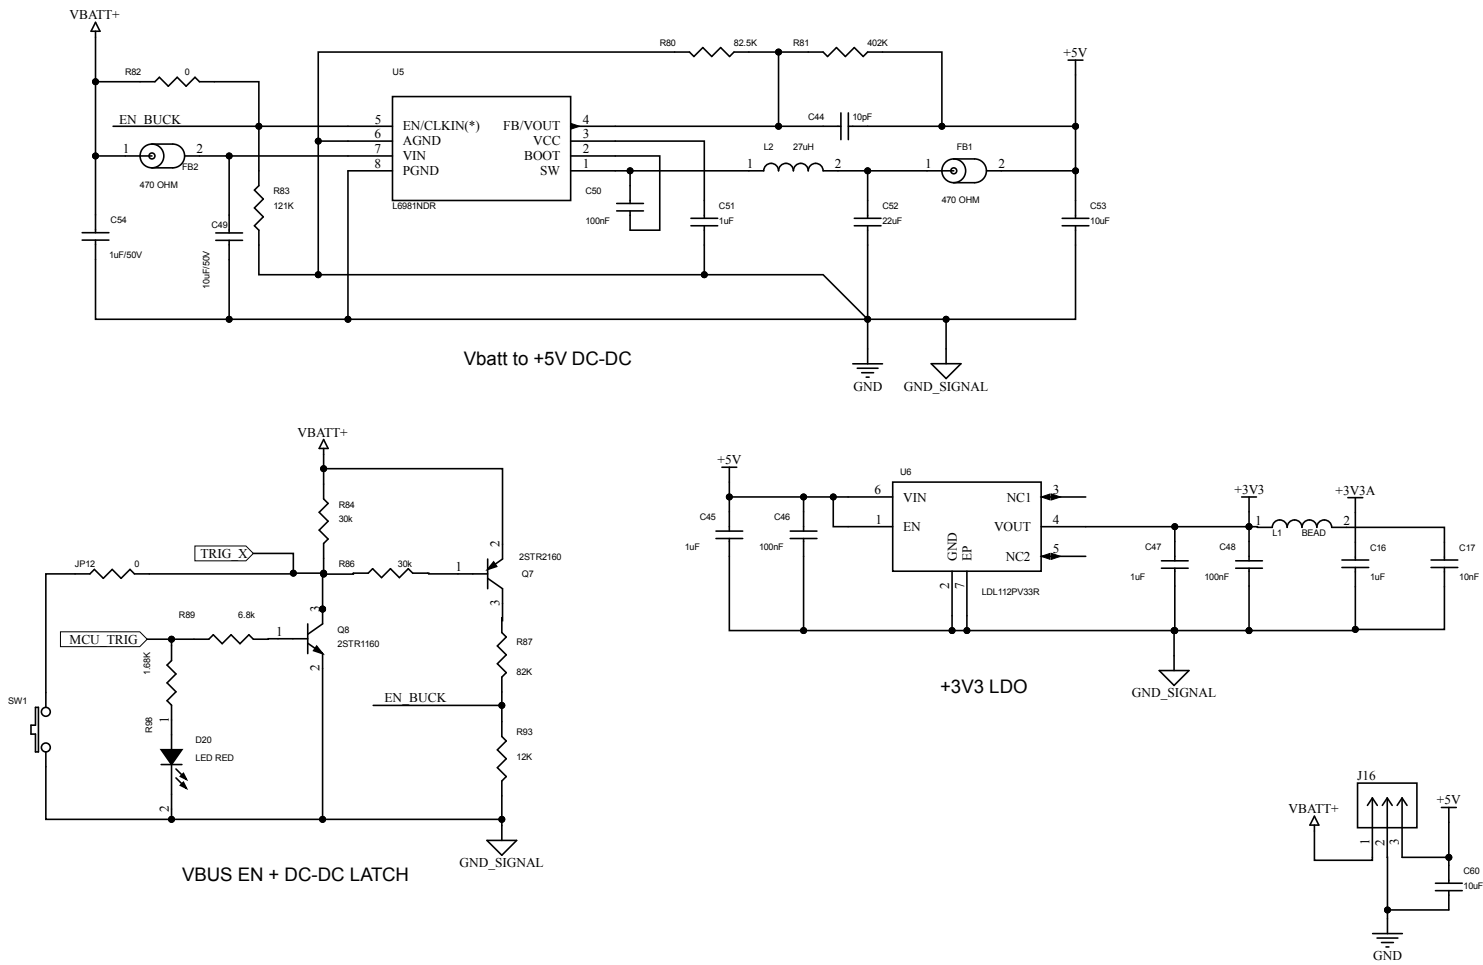 VBATT+
R80 82.5K R81 402K
+5V
R82 0
U5
EN_BUCK
5 EN/CLKIN(*) FB/VOUT 4
6 AGND VCC 3
7 VIN BOOT 2
8 PGND SW 1
L6981NDR
C44 10pF
1 2
FB2
470 OHM
L2 27uH
1 2
FB1
1 2
470 OHM
R83
121K
C54
1uF/50V
C49
10uF/50V
C50
100nF
C51
1uF
C52
22uF
C53
10uF
Vbatt to +5V DC-DC
GND
GND_SIGNAL
VBATT+
R84
30k
TRIG_X
JP12 0
R86 30k
2
1
3
2STR2160
Q7
R89 6.8k
MCU_TRIG
3
1
2
Q8
2STR1160
1.68K
R98
R87
82K
EN_BUCK
SW1
1
D20
LED RED
2
R93
12K
GND_SIGNAL
VBUS EN + DC-DC LATCH
+5V
U6
6 VIN NC1 3
1 EN VOUT 4
NC2 5
GND
EP
2
7
LDL112PV33R
C45
1uF
C46
100nF
+3V3
+3V3A
1 2
L1 BEAD
C47
1uF
C48
100nF
C16
1uF
C17
10nF
GND_SIGNAL
+3V3 LDO
J16
VBATT+
+5V
1
2
3
C60
10uF
GND